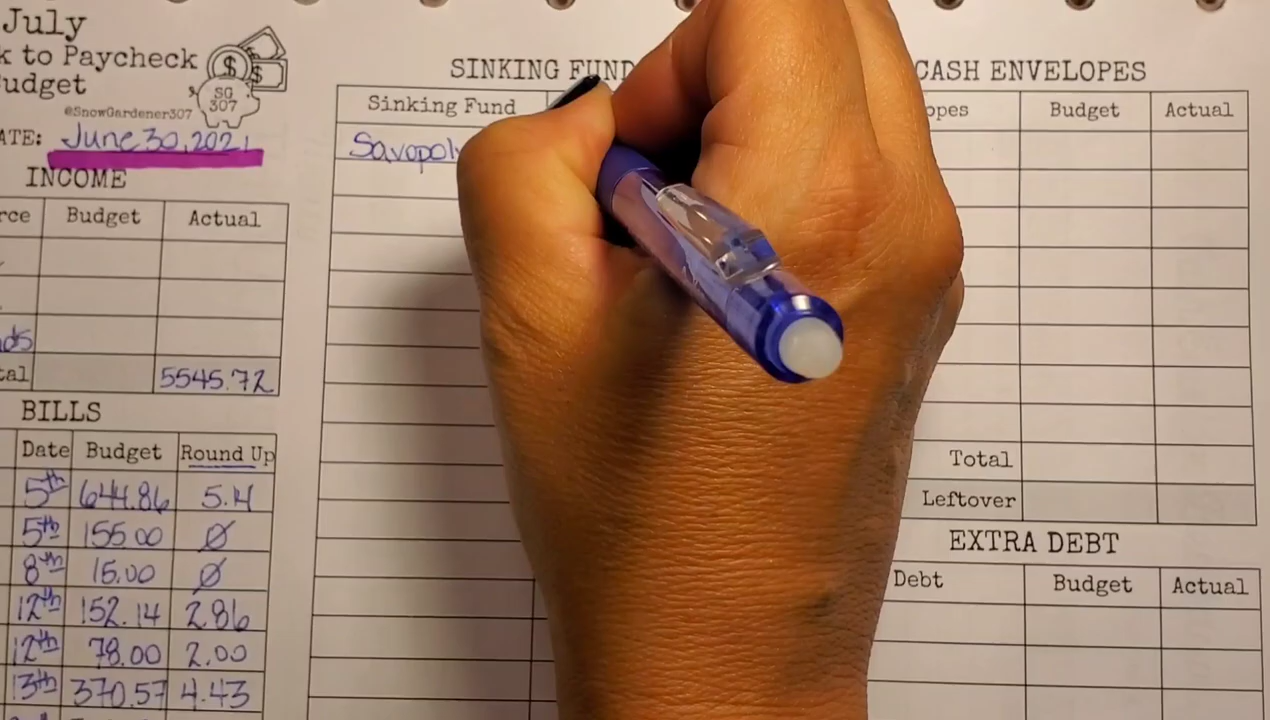 July
k to Paycheck
udget
$ $
SG
307
@SnowGardener307
ATE: June 30, 2021
INCOME
rce Budget Actual
ds
tal 5545.72
BILLS
Date Budget Round Up
5th 644.86 5.14
5th 155.00 Ø
8th 15.00 Ø
12th 152.14 2.86
12th 78.00 2.00
13th 370.57 4.43
SINKING FUND
Sinking Fund
Savopoly
CASH ENVELOPES
opes Budget Actual
Total
Leftover
EXTRA DEBT
Debt Budget Actual